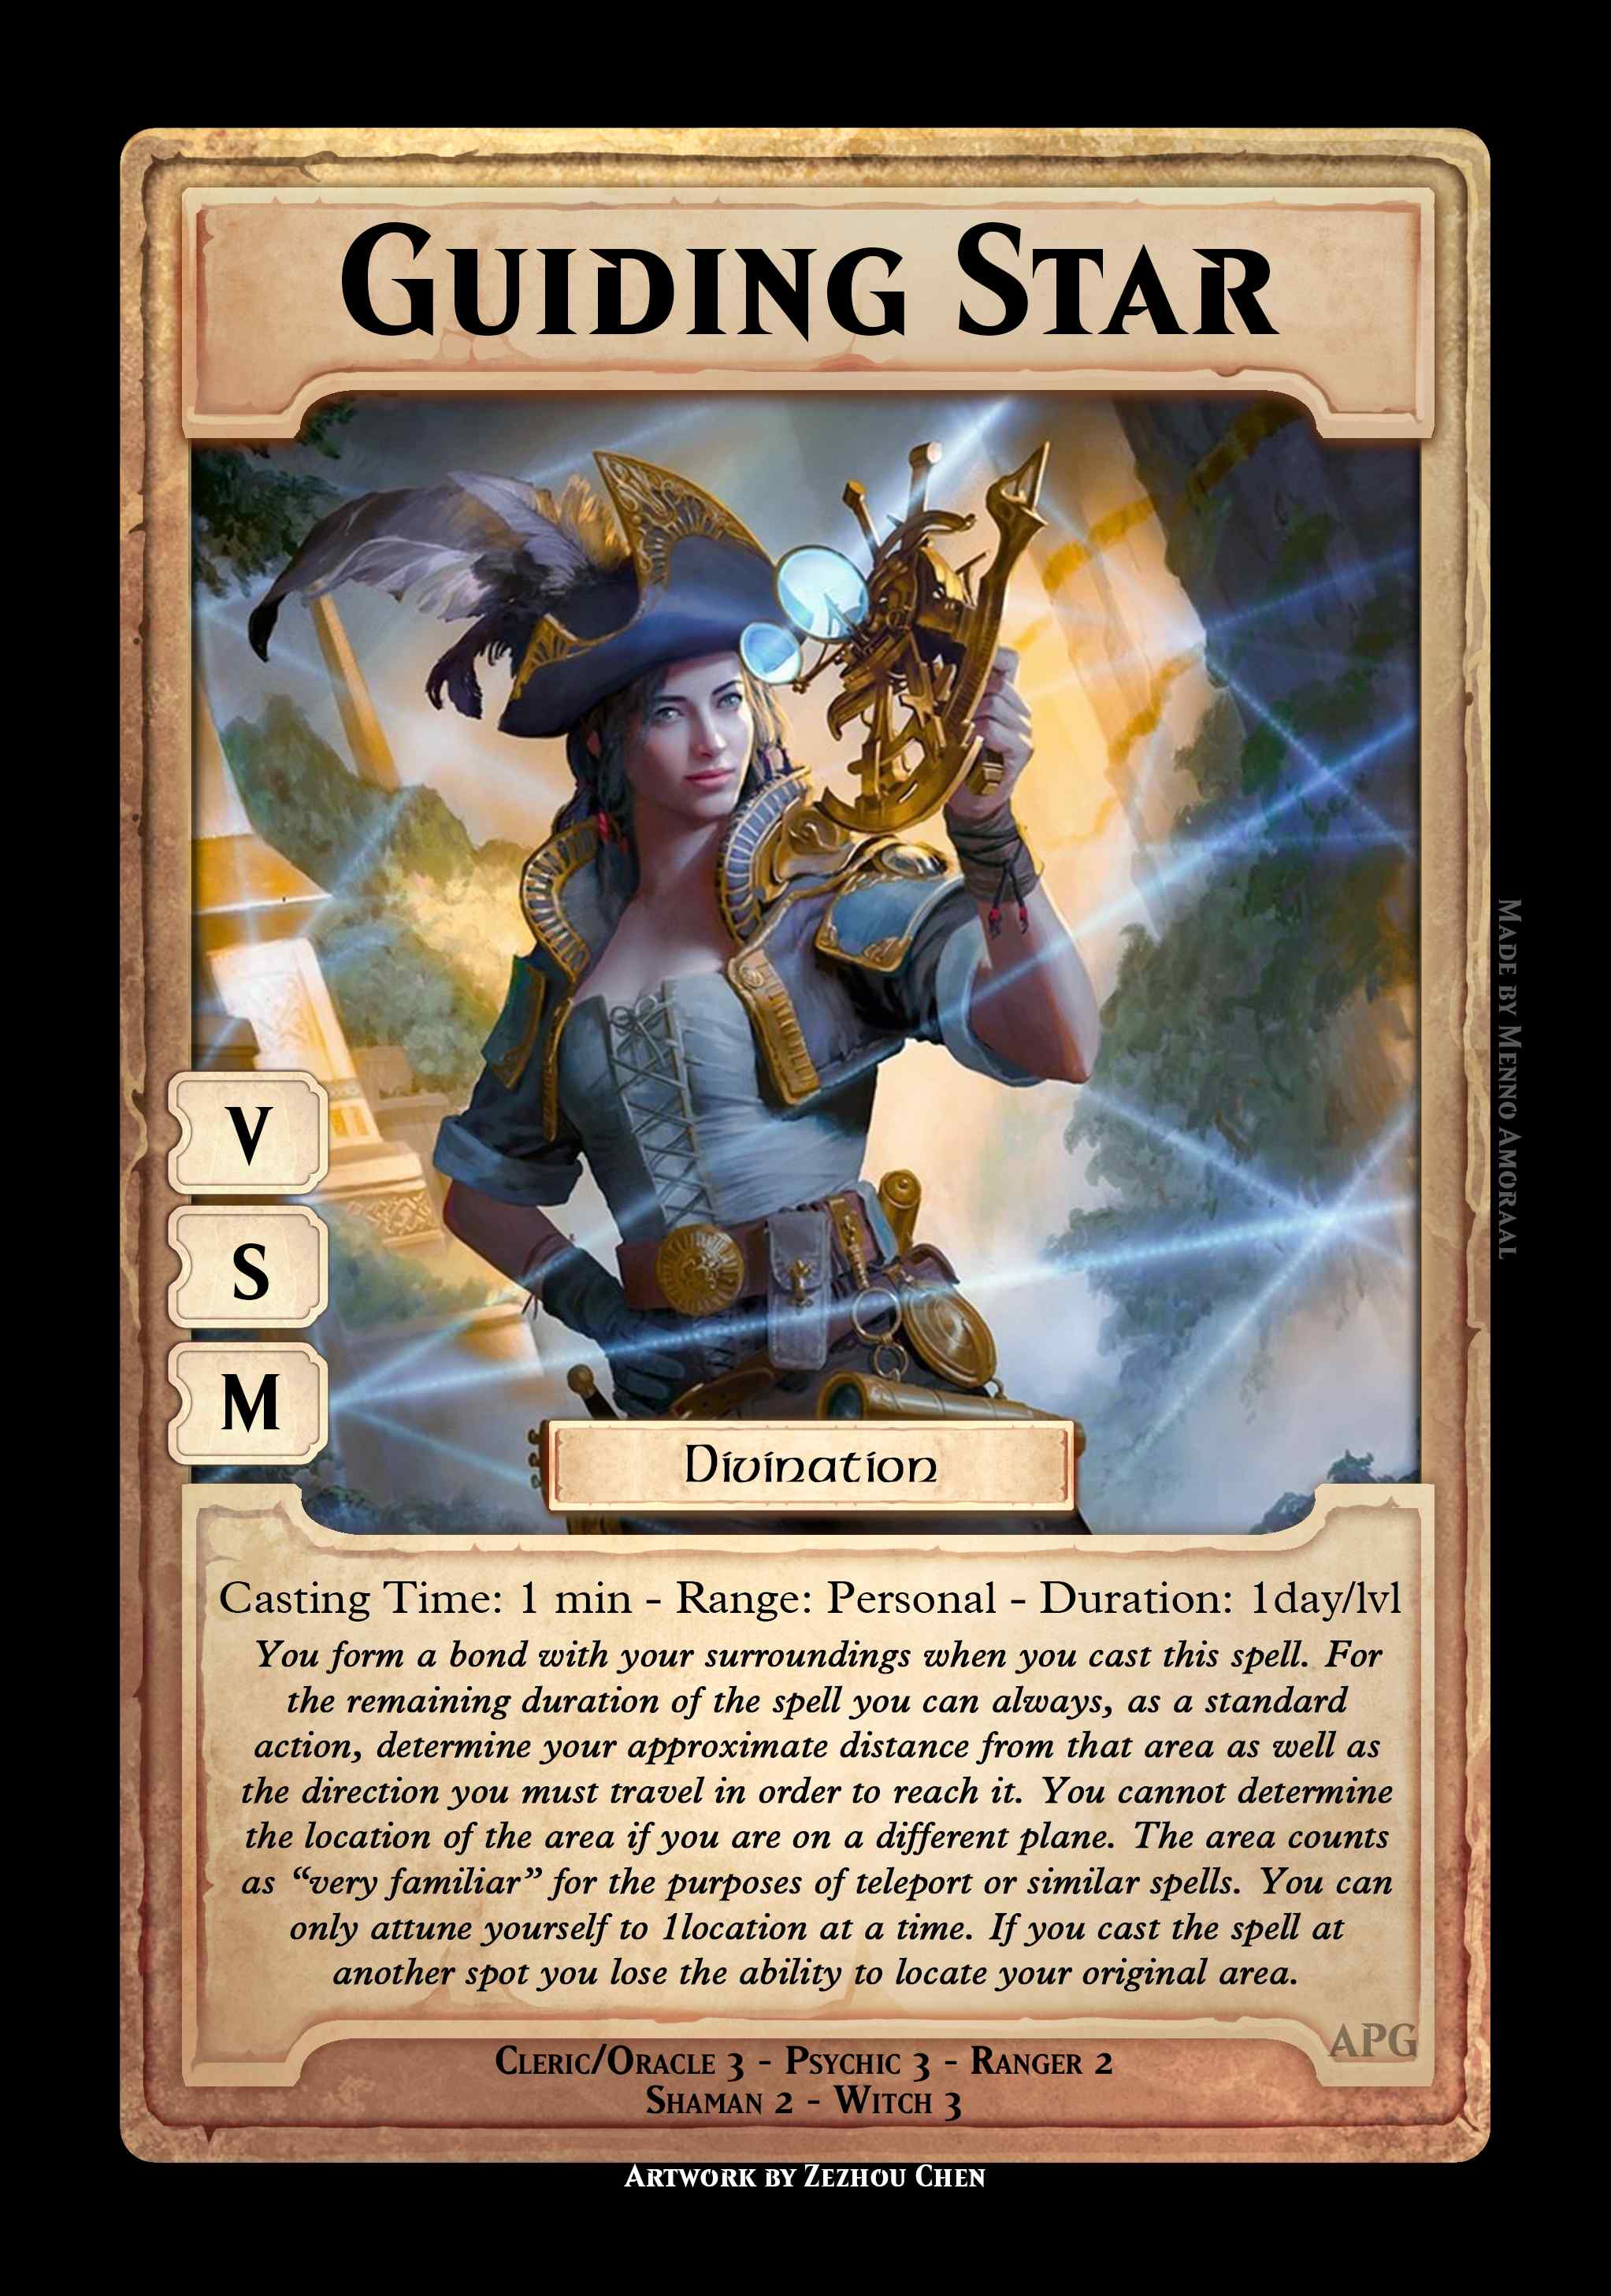 Guiding Star
V
S
M
Divination
Casting Time: 1 min - Range: Personal - Duration: 1day/lvl
You form a bond with your surroundings when you cast this spell. For
the remaining duration of the spell you can always, as a standard
action, determine your approximate distance from that area as well as
the direction you must travel in order to reach it. You cannot determine
the location of the area if you are on a different plane. The area counts
as “very familiar” for the purposes of teleport or similar spells. You can
only attune yourself to 1location at a time. If you cast the spell at
another spot you lose the ability to locate your original area.
APG
Cleric/Oracle 3 - Psychic 3 - Ranger 2
Shaman 2 - Witch 3
Artwork by Zezhou Chen
Made by Menno Amoraal